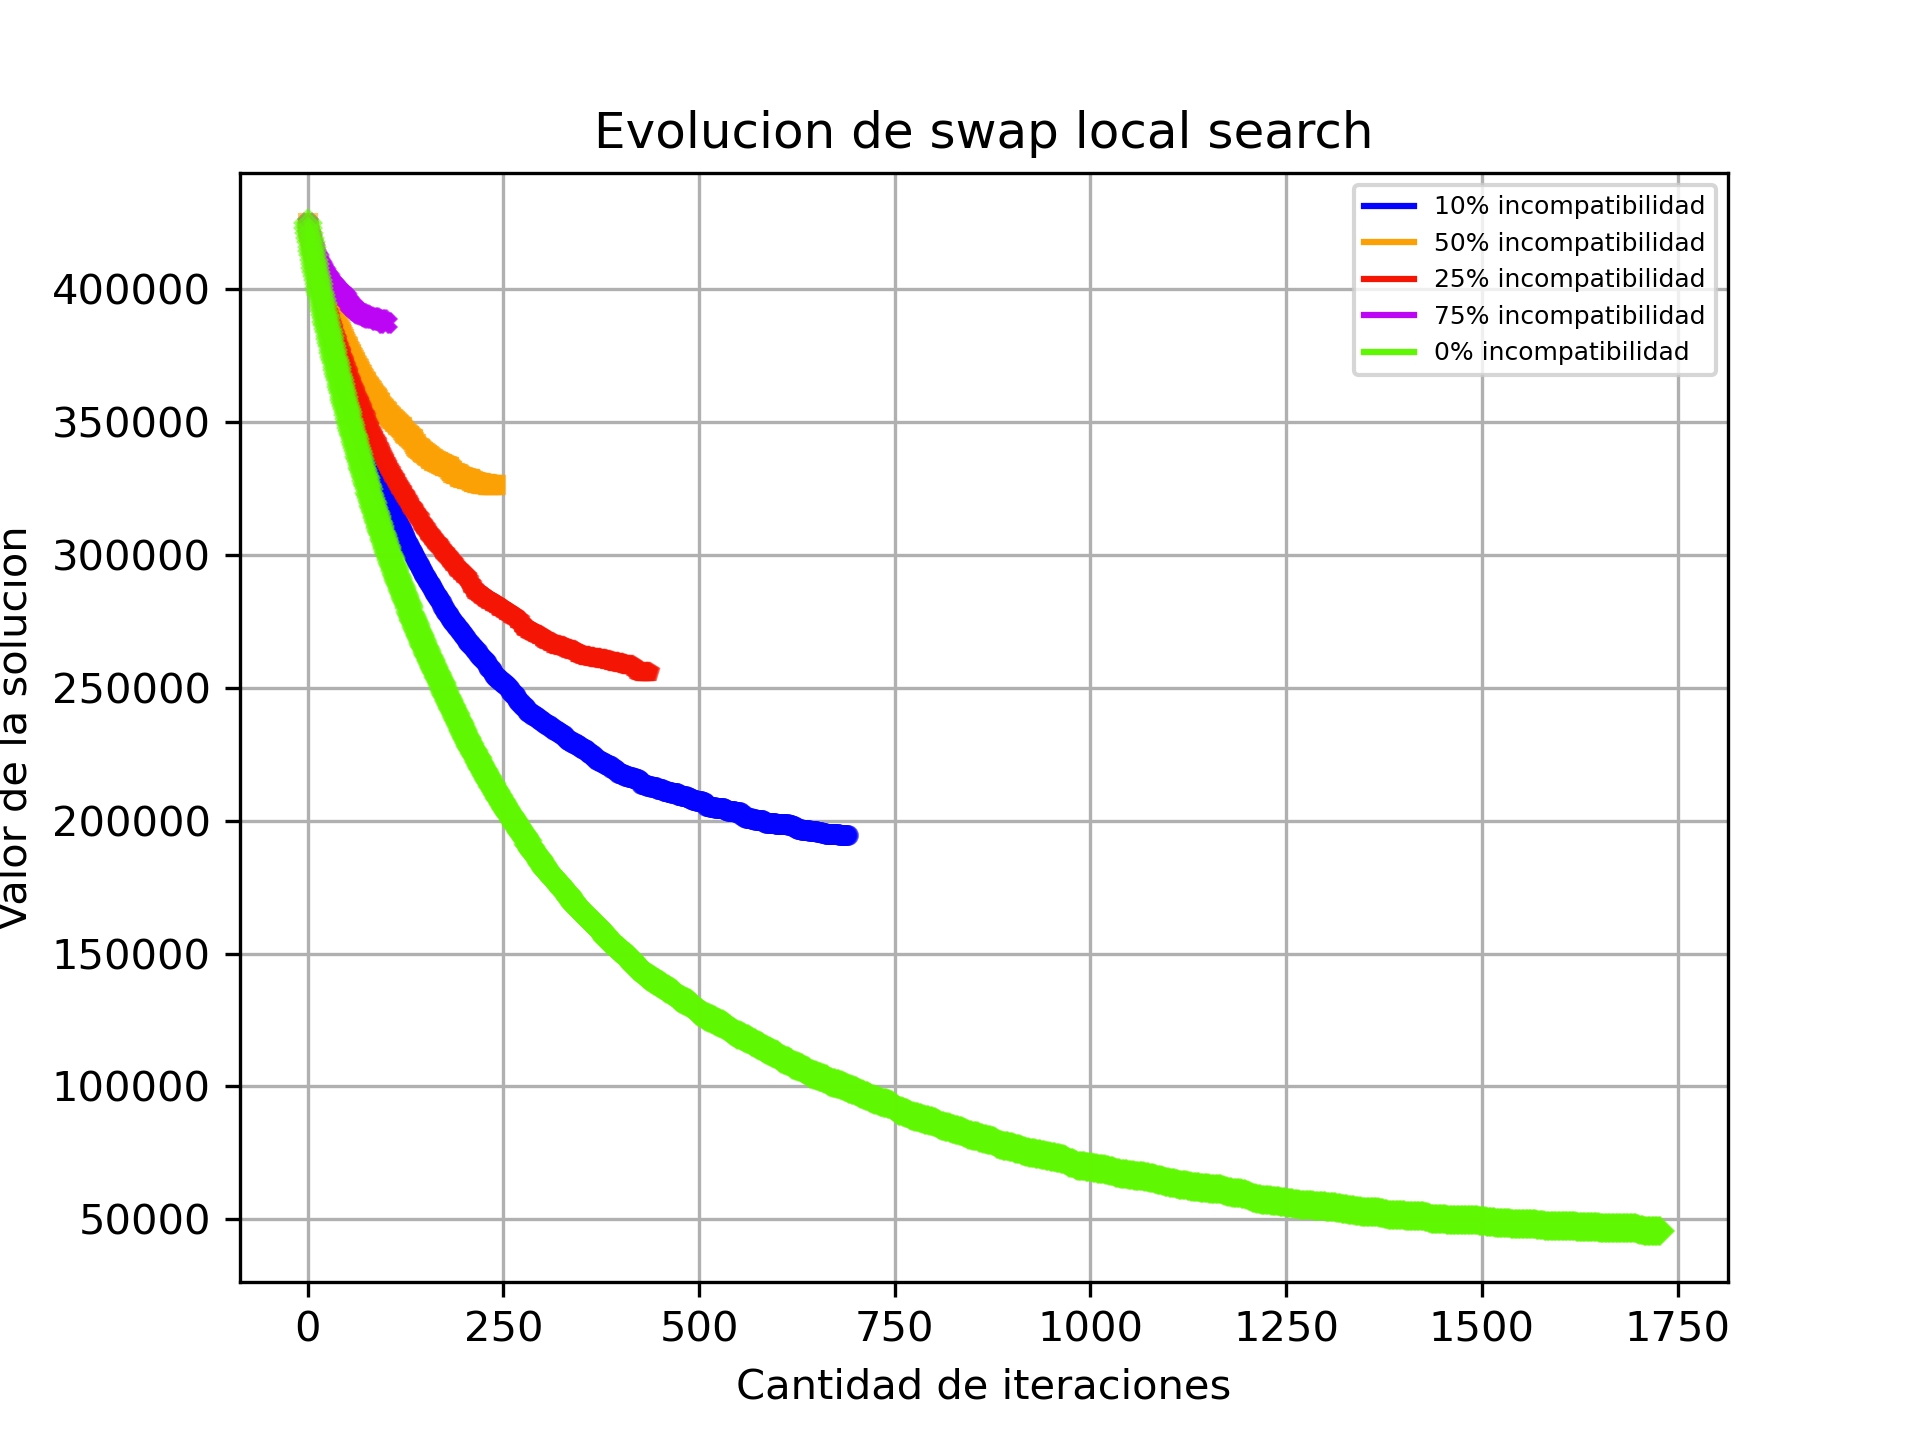 Evolucion de swap local search
10% incompatibilidad
50% incompatibilidad
25% incompatibilidad
75% incompatibilidad
0% incompatibilidad
400000
350000
300000
250000
200000
150000
100000
50000
Valor de la solucion
0 250 500 750 1000 1250 1500 1750
Cantidad de iteraciones